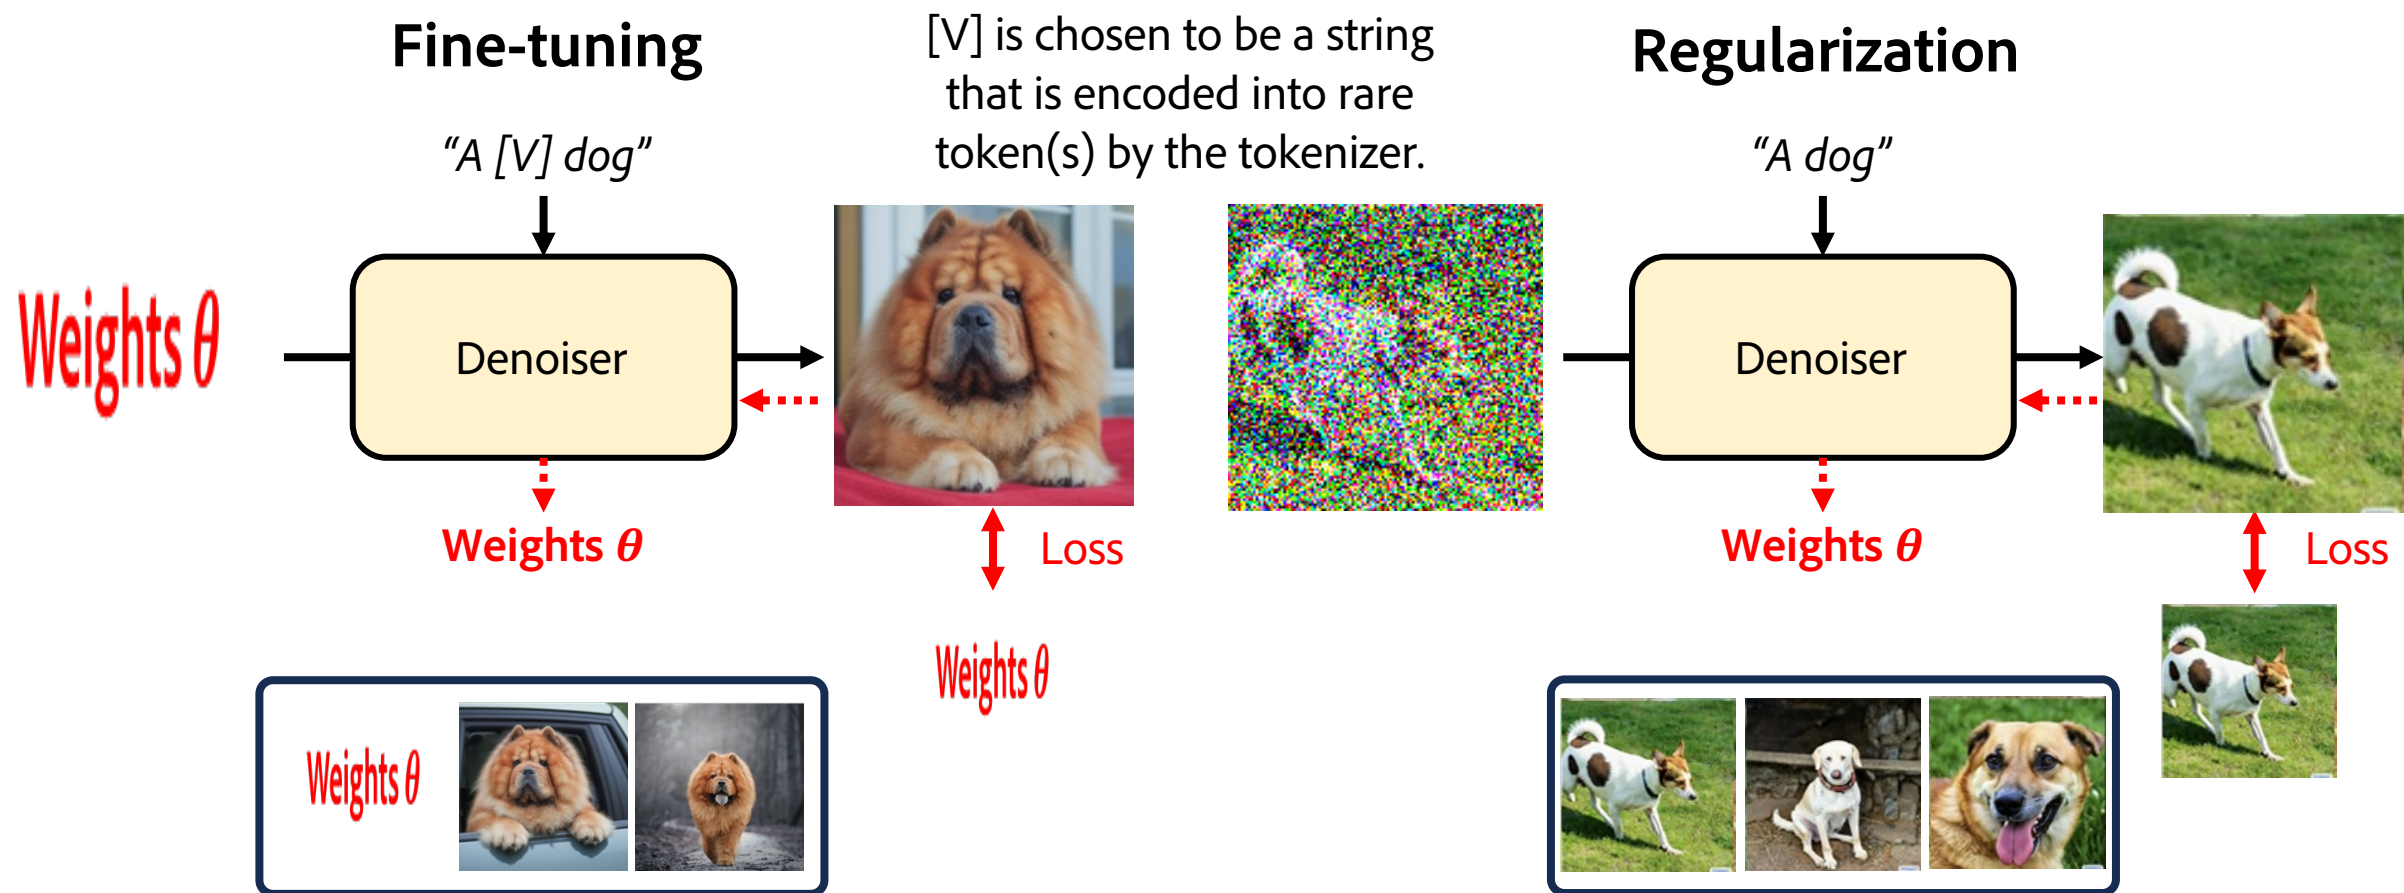 Fine-tuning
[V] is chosen to be a string
that is encoded into rare
token(s) by the tokenizer.
Regularization
“A [V] dog”
“A dog”
Weights θ
Denoiser
Denoiser
Weights θ
Loss
Weights θ
Loss
Weights θ
Weights θ